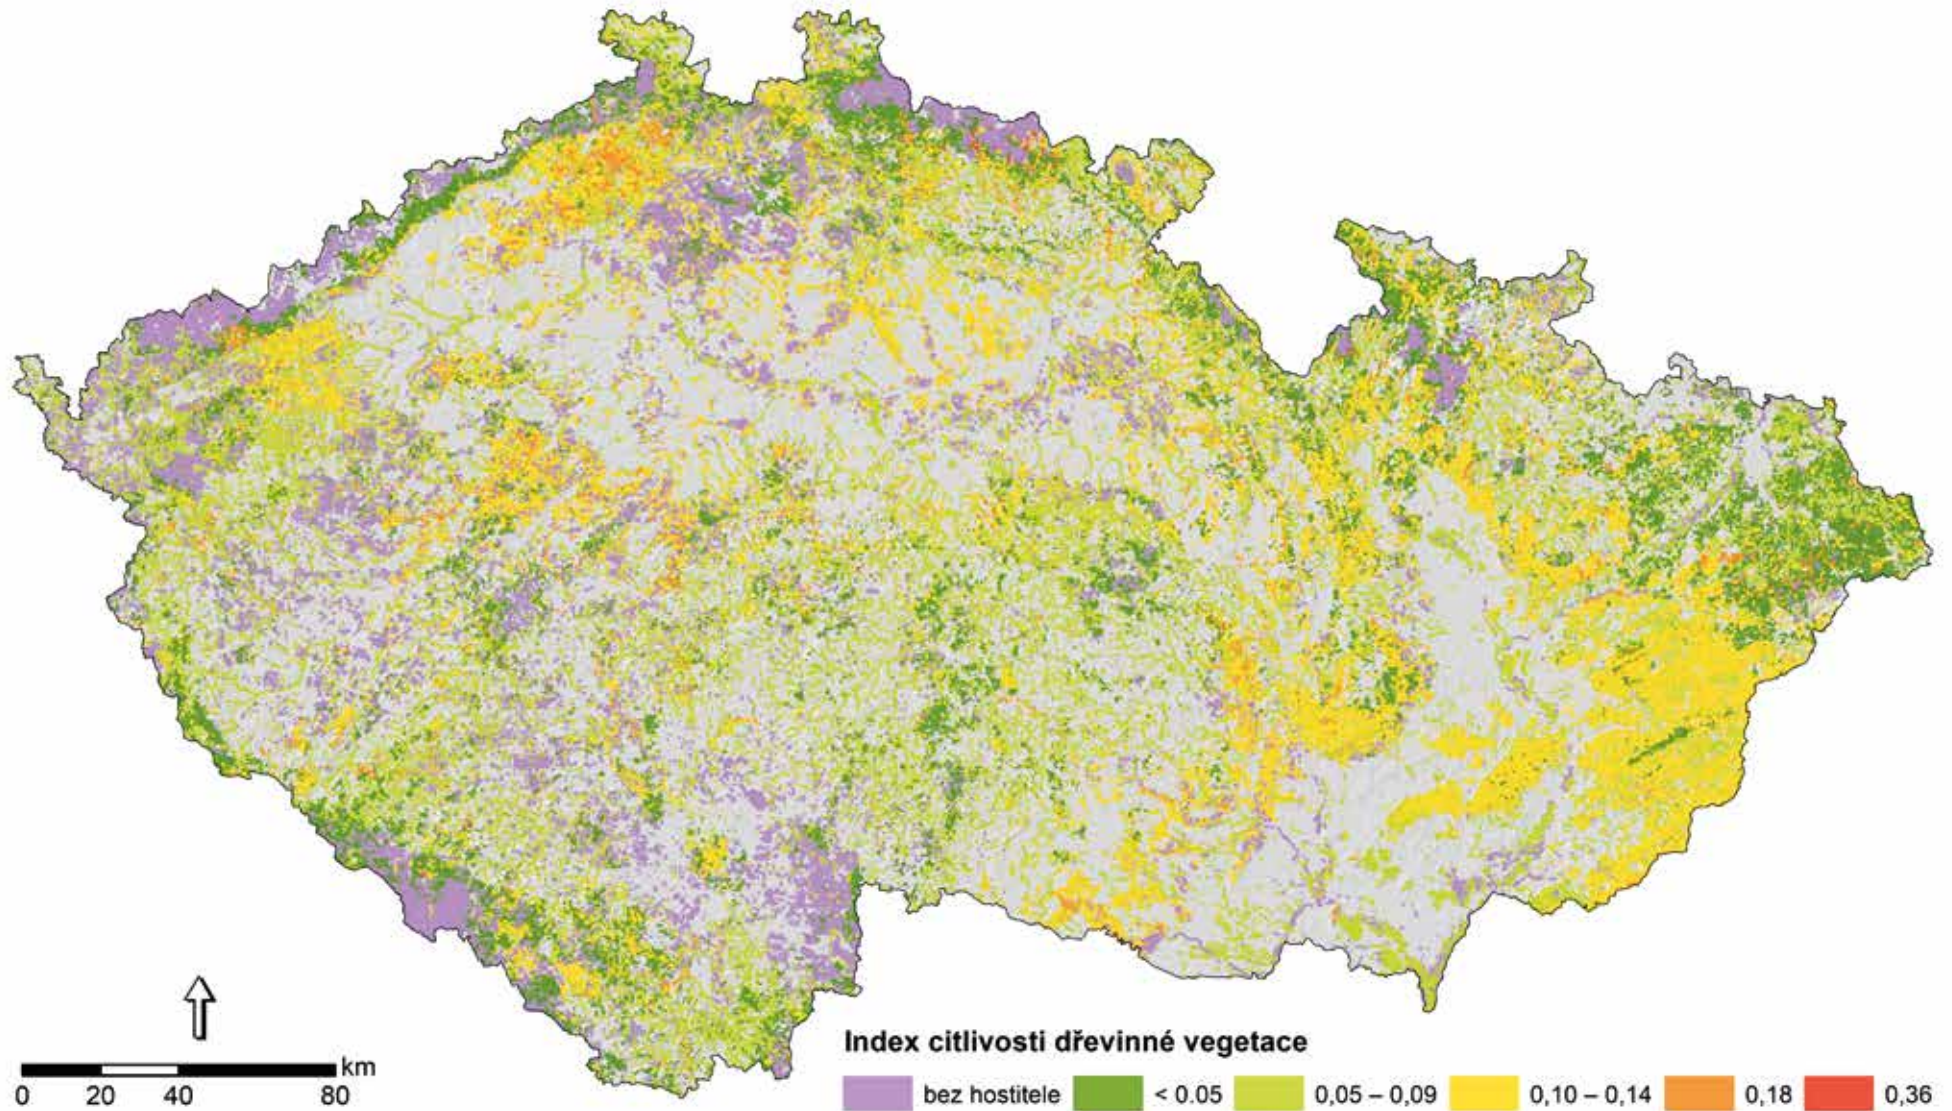 km
0 20 40 80
Index citlivosti dřevinné vegetace
bez hostitele < 0.05 0,05 – 0,09 0,10 – 0,14 0,18 0,36